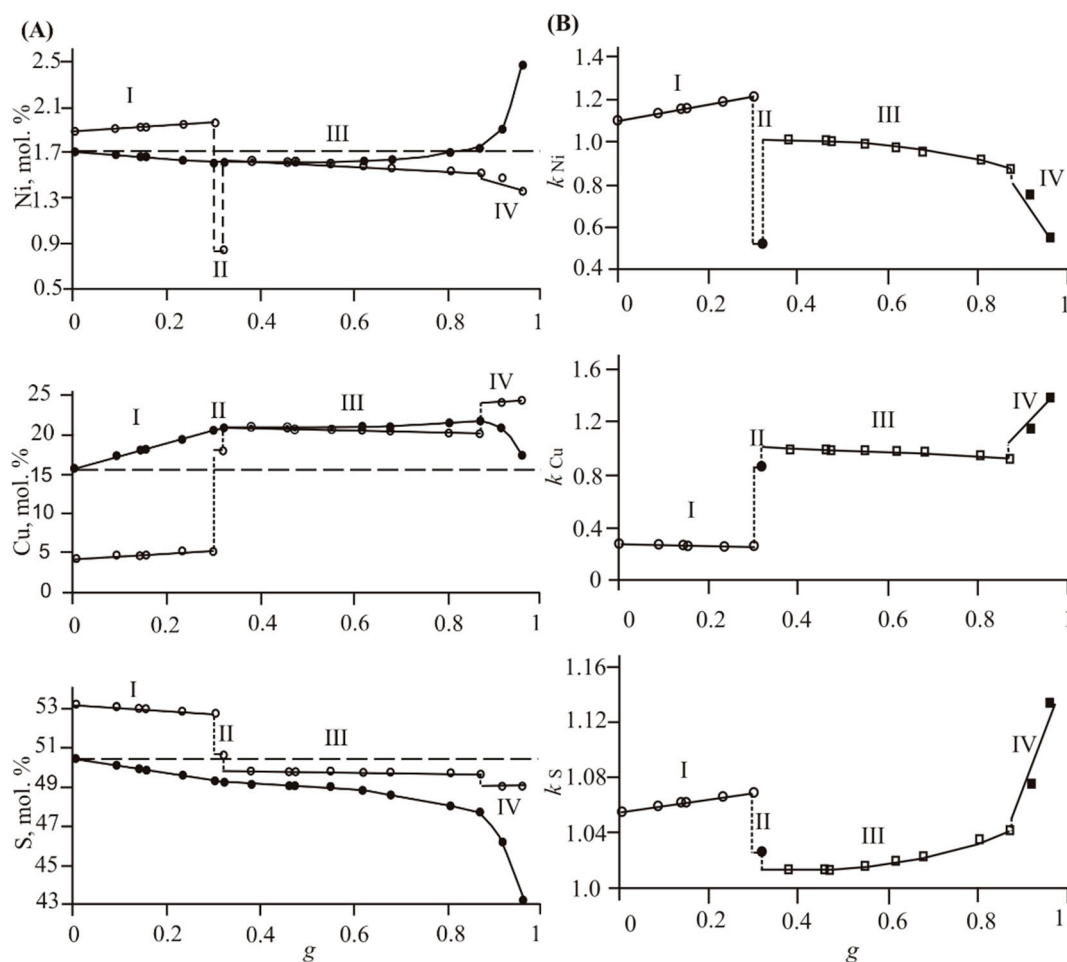 (A)
Ni, mol. %
2.5
2.1
1.7
1.3
0.9
0.5
I
II
III
IV
0 0.2 0.4 0.6 0.8 1
Cu, mol.%
25
20
15
10
5
0
I
II
III
IV
0 0.2 0.4 0.6 0.8 1
S, mol. %
53
51
49
47
45
43
I
II
III
IV
0 0.2 0.4 0.6 0.8 1
g
(B)
k Ni
1.4
1.2
1.0
0.8
0.6
0.4
I
II
III
IV
0 0.2 0.4 0.6 0.8 1
k Cu
1.6
1.2
0.8
0.4
0
I
II
III
IV
0 0.2 0.4 0.6 0.8 1
k S
1.16
1.12
1.08
1.04
1.0
I
II
III
IV
0 0.2 0.4 0.6 0.8 1
g